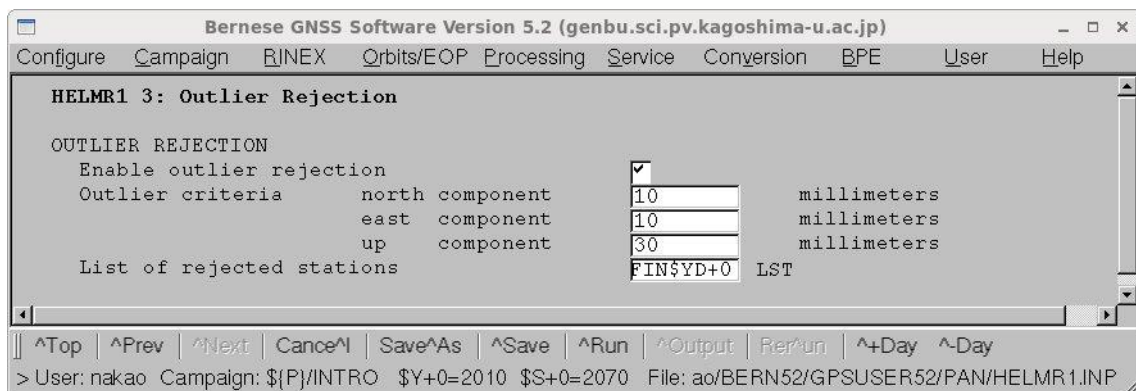 Bernese GNSS Software Version 5.2 (genbu.sci.pv.kagoshima-u.ac.jp)
Configure Campaign RINEX Orbits/EOP Processing Service Conversion BPE User Help
HELMR1 3: Outlier Rejection
OUTLIER REJECTION
Enable outlier rejection
Outlier criteria north component 10 millimeters
east component 10 millimeters
up component 30 millimeters
List of rejected stations FIN$YD+0 LST
^Top | ^Prev | ^Next | Cance^l | Save^As | ^Save | ^Run | ^Output | Rer^un | ^+Day ^-Day
> User: nakao Campaign: ${P}/INTRO $Y+0=2010 $S+0=2070 File: ao/BERN52/GPSUSER52/PAN/HELMR1.INP